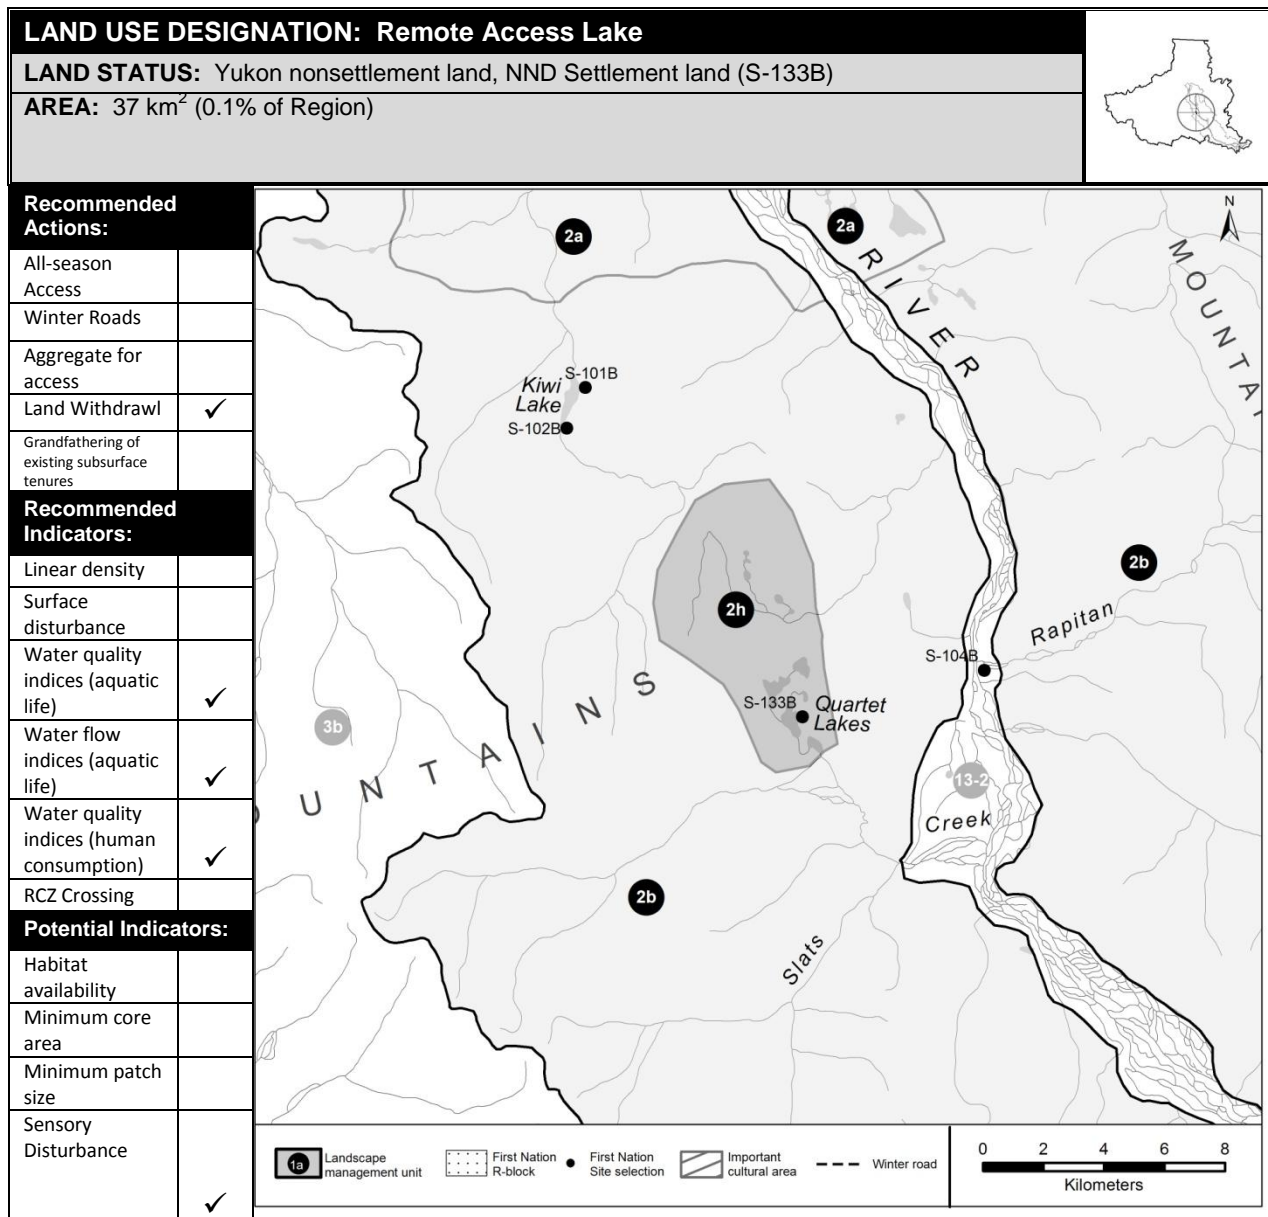 LAND USE DESIGNATION: Remote Access Lake
LAND STATUS: Yukon nonsettlement land, NND Settlement land (S-133B)
AREA: 37 km² (0.1% of Region)
Recommended
Actions:
All-season
Access
Winter Roads
Aggregate for
access
Land Withdrawl ✓
Grandfathering of
existing subsurface
tenures
Recommended
Indicators:
Linear density
Surface
disturbance
Water quality
indices (aquatic
life) ✓
Water flow
indices (aquatic
life) ✓
Water quality
indices (human
consumption) ✓
RCZ Crossing
Potential Indicators:
Habitat
availability
Minimum core
area
Minimum patch
size
Sensory
Disturbance
✓
N
2a
2a
RIVER
MOUNTAI
S-101B
Kiwi
Lake
S-102B
2b
2h
Rapitan
S-104B
S-133B
Quartet
Lakes
3b
OUNTAINS
13-2
Creek
2b
Slats
1a
Landscape
management unit
First Nation
R-block
First Nation
Site selection
Important
cultural area
Winter road
0 2 4 6 8
Kilometers